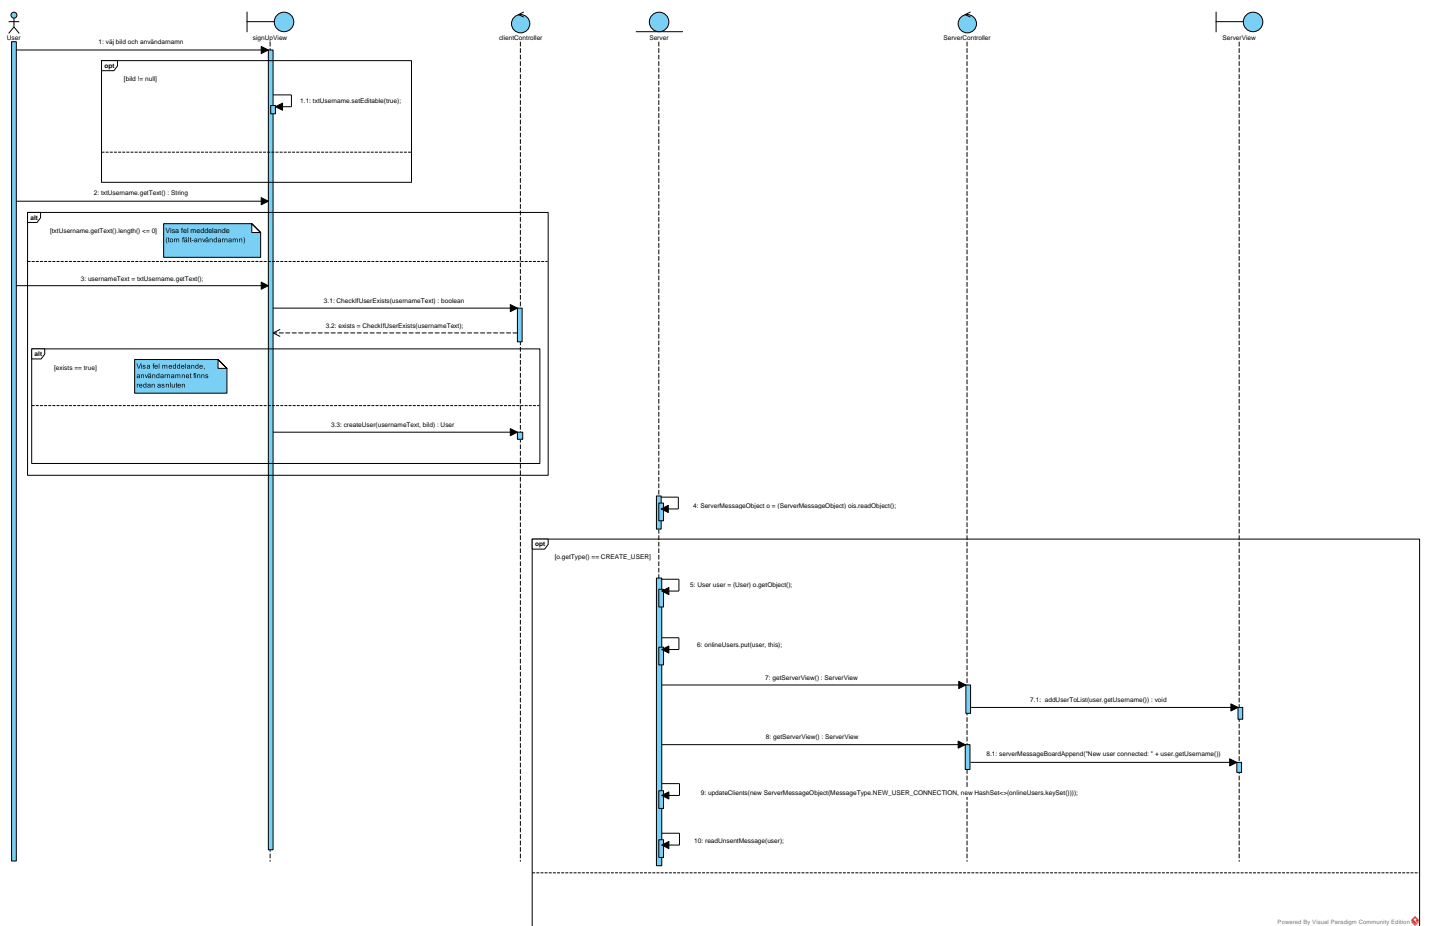 User
signUpView
clientController
Server
ServerController
ServerView
1: väj bild och användarnamn
opt
[bild != null]
1.1: txtUsername.setEditable(true);
2: txtUsername.getText() : String
alt
[txtUsername.getText().length() <= 0]
Visa fel meddelande
(tom fält-användarnamn)
3: usernameText = txtUsername.getText();
3.1: CheckIfUserExists(usernameText) : boolean
3.2: exists = CheckIfUserExists(usernameText);
alt
[exists == true]
Visa fel meddelande,
användarnamnet finns
redan asnluten
3.3: createUser(usernameText, bild) : User
4: ServerMessageObject o = (ServerMessageObject) ois.readObject();
opt
[o.getType() == CREATE_USER]
5: User user = (User) o.getObject();
6: onlineUsers.put(user, this);
7: getServerView() : ServerView
7.1: addUserToList(user.getUsername()) : void
8: getServerView() : ServerView
8.1: serverMessageBoardAppend("New user connected: " + user.getUsername())
9: updateClients(new ServerMessageObject(MessageType.NEW_USER_CONNECTION, new HashSet<>(onlineUsers.keySet())));
10: readUnsentMessage(user);
Powered By Visual Paradigm Community Edition